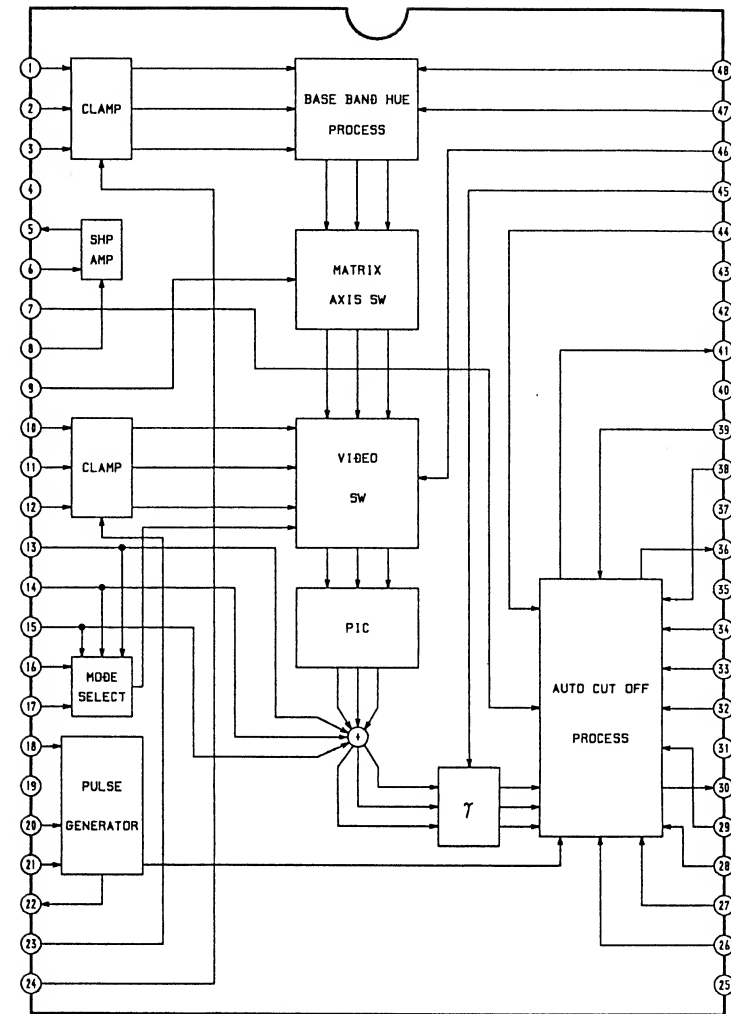 1
48
CLAMP
BASE BAND HUE
PROCESS
2
47
3
46
4
45
5
SHP
AMP
44
6
MATRIX
AXIS SW
43
7
42
8
41
9
40
10
39
CLAMP
VIDEO
SW
11
38
12
37
13
36
14
35
PIC
15
34
16
MODE
SELECT
33
AUTO CUT OFF
PROCESS
17
32
18
31
19
PULSE
GENERATOR
30
+
γ
20
29
21
28
22
27
23
26
24
25